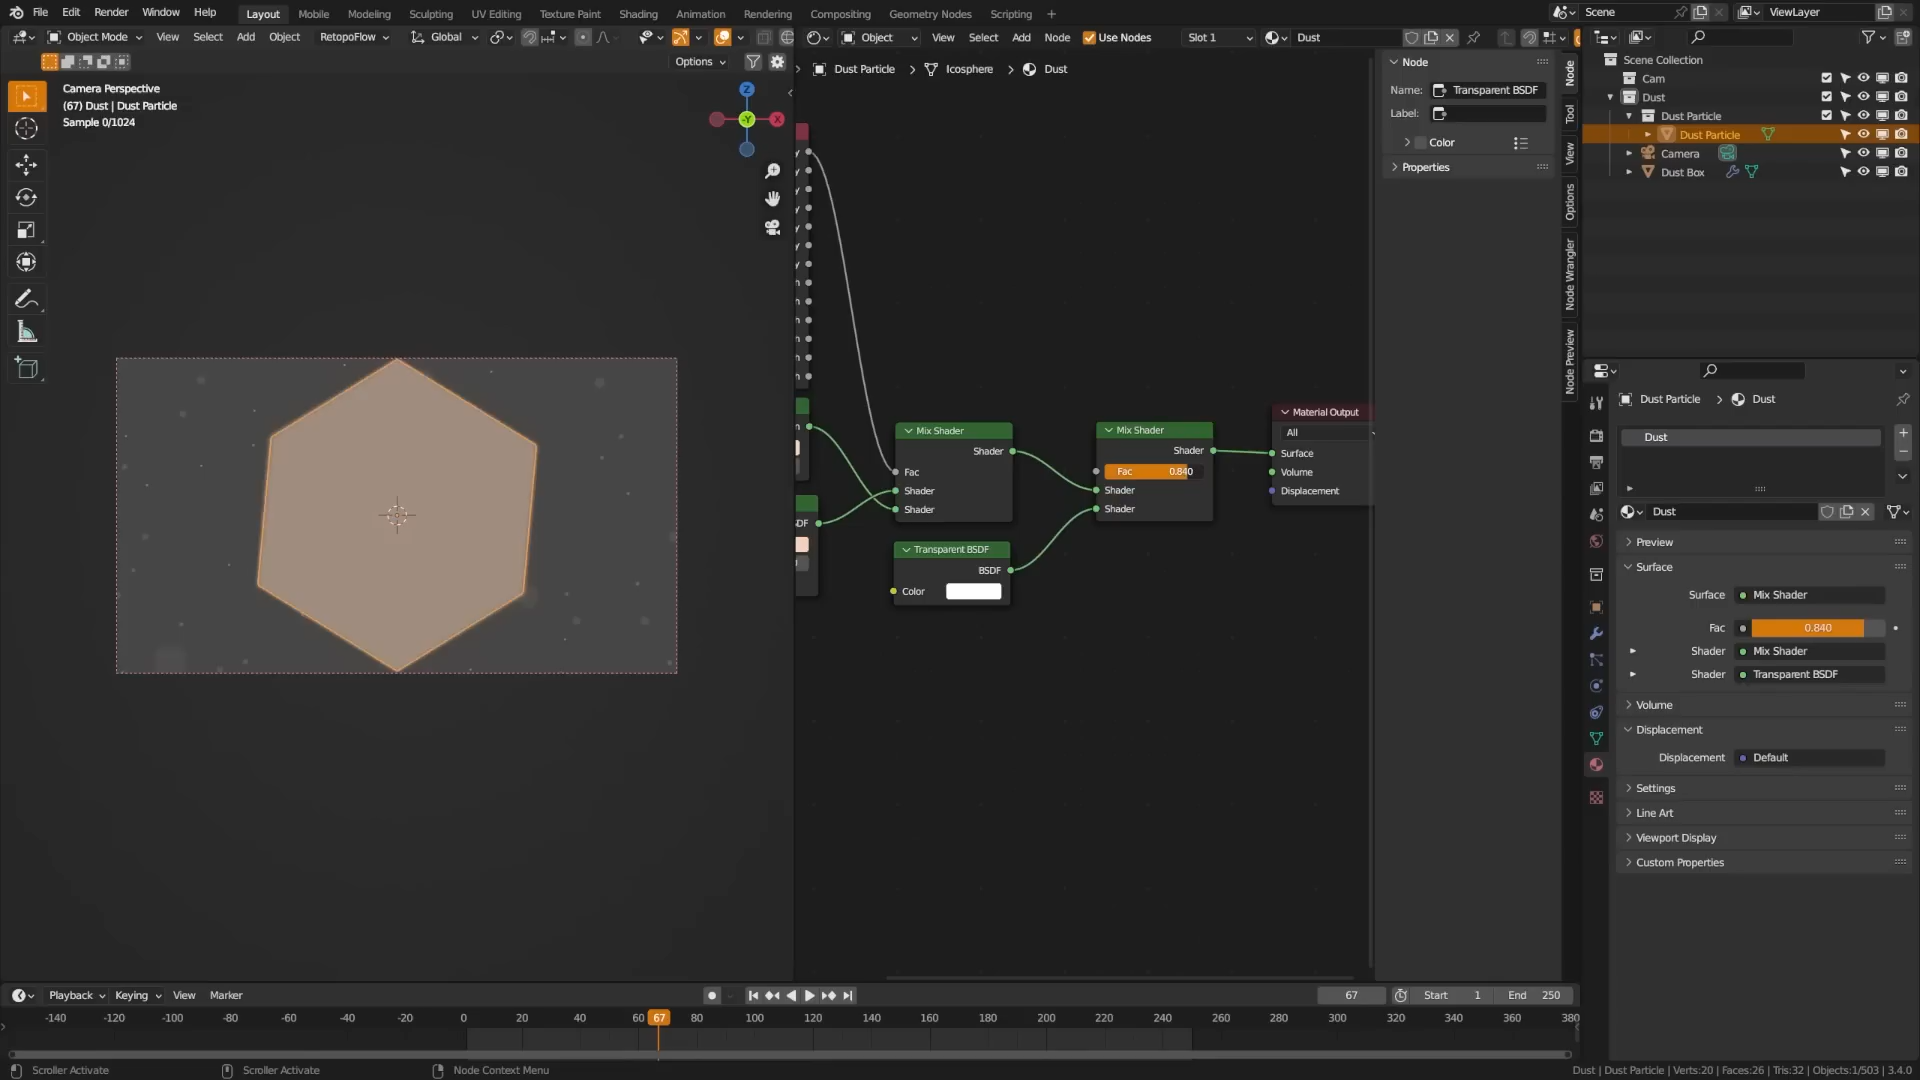 File Edit Render Window Help Layout Mobile Modeling Sculpting UV Editing Texture Paint Shading Animation Rendering Compositing Geometry Nodes Scripting + Scene ViewLayer
Object Mode View Select Add Object RetopoFlow Global Object View Select Add Node Use Nodes Slot 1 Dust
Options
Dust Particle > Icosphere > Dust
Camera Perspective
(67) Dust | Dust Particle
Sample 0/1024
Z
-Y X
Node
Name: Transparent BSDF
Label:
Color
Properties
Node
Tool
View
Options
Node Wrangler
Node Preview
Scene Collection
Cam
Dust
Dust Particle
Dust Particle
Camera
Dust Box
Mix Shader
Shader
Fac
Shader
Shader
Mix Shader
Shader
Fac 0.840
Shader
Shader
Material Output
All
Surface
Volume
Displacement
Transparent BSDF
BSDF
Color
Dust Particle > Dust
Dust
Dust
Preview
Surface
Surface Mix Shader
Fac 0.840
Shader Mix Shader
Shader Transparent BSDF
Volume
Displacement
Displacement Default
Settings
Line Art
Viewport Display
Custom Properties
Playback Keying View Marker 67 Start 1 End 250
-140 -120 -100 -80 -60 -40 -20 0 20 40 60 67 80 100 120 140 160 180 200 220 240 260 280 300 320 340 360 380
Scroller Activate Scroller Activate Node Context Menu Dust | Dust Particle | Verts:20 | Faces:26 | Tris:32 | Objects:1/503 | 3.4.0